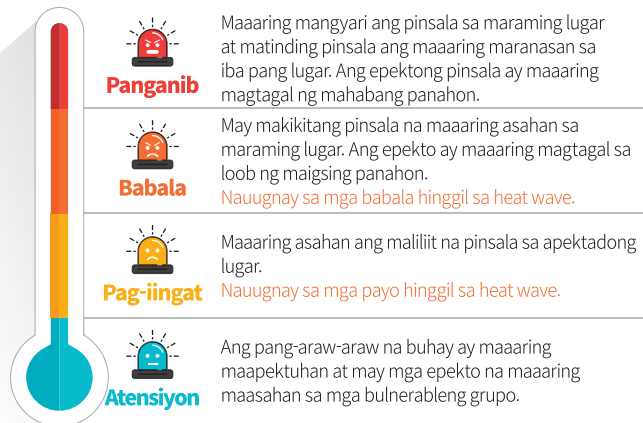 Panganib
Maaaring mangyari ang pinsala sa maraming lugar
at matinding pinsala ang maaaring maranasan sa
iba pang lugar. Ang epektong pinsala ay maaaring
magtagal ng mahabang panahon.
Babala
May makikitang pinsala na maaaring asahan sa
maraming lugar. Ang epekto ay maaaring magtagal sa
loob ng maigsing panahon.
Nauugnay sa mga babala hinggil sa heat wave.
Pag-iingat
Maaaring asahan ang maliliit na pinsala sa apektadong
lugar.
Nauugnay sa mga payo hinggil sa heat wave.
Atensiyon
Ang pang-araw-araw na buhay ay maaaring
maapektuhan at may mga epekto na maaaring
maasahan sa mga bulnerableng grupo.